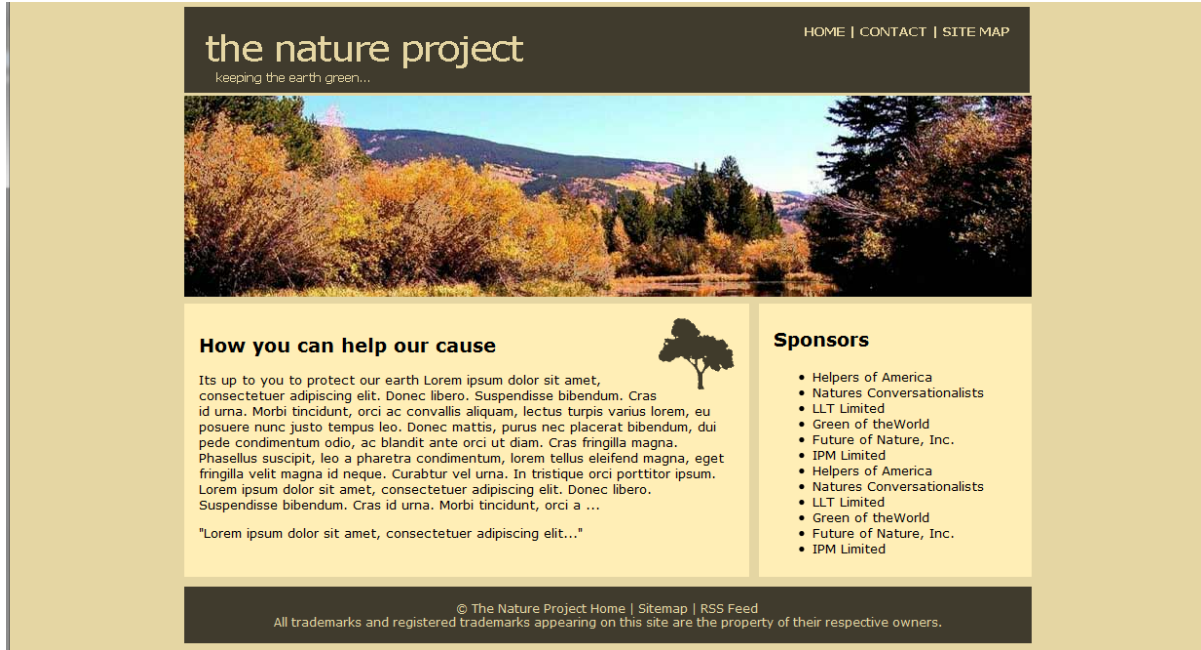 the nature project
keeping the earth green...
HOME | CONTACT | SITE MAP
How you can help our cause
Its up to you to protect our earth Lorem ipsum dolor sit amet,
consectetuer adipiscing elit. Donec libero. Suspendisse bibendum. Cras
id urna. Morbi tincidunt, orci ac convallis aliquam, lectus turpis varius lorem, eu
posuere nunc justo tempus leo. Donec mattis, purus nec placerat bibendum, dui
pede condimentum odio, ac blandit ante orci ut diam. Cras fringilla magna.
Phasellus suscipit, leo a pharetra condimentum, lorem tellus eleifend magna, eget
fringilla velit magna id neque. Curabtur vel urna. In tristique orci porttitor ipsum.
Lorem ipsum dolor sit amet, consectetuer adipiscing elit. Donec libero.
Suspendisse bibendum. Cras id urna. Morbi tincidunt, orci a ...
"Lorem ipsum dolor sit amet, consectetuer adipiscing elit..."
Sponsors
Helpers of America
Natures Conversationalists
LLT Limited
Green of theWorld
Future of Nature, Inc.
IPM Limited
Helpers of America
Natures Conversationalists
LLT Limited
Green of theWorld
Future of Nature, Inc.
IPM Limited
© The Nature Project Home | Sitemap | RSS Feed
All trademarks and registered trademarks appearing on this site are the property of their respective owners.